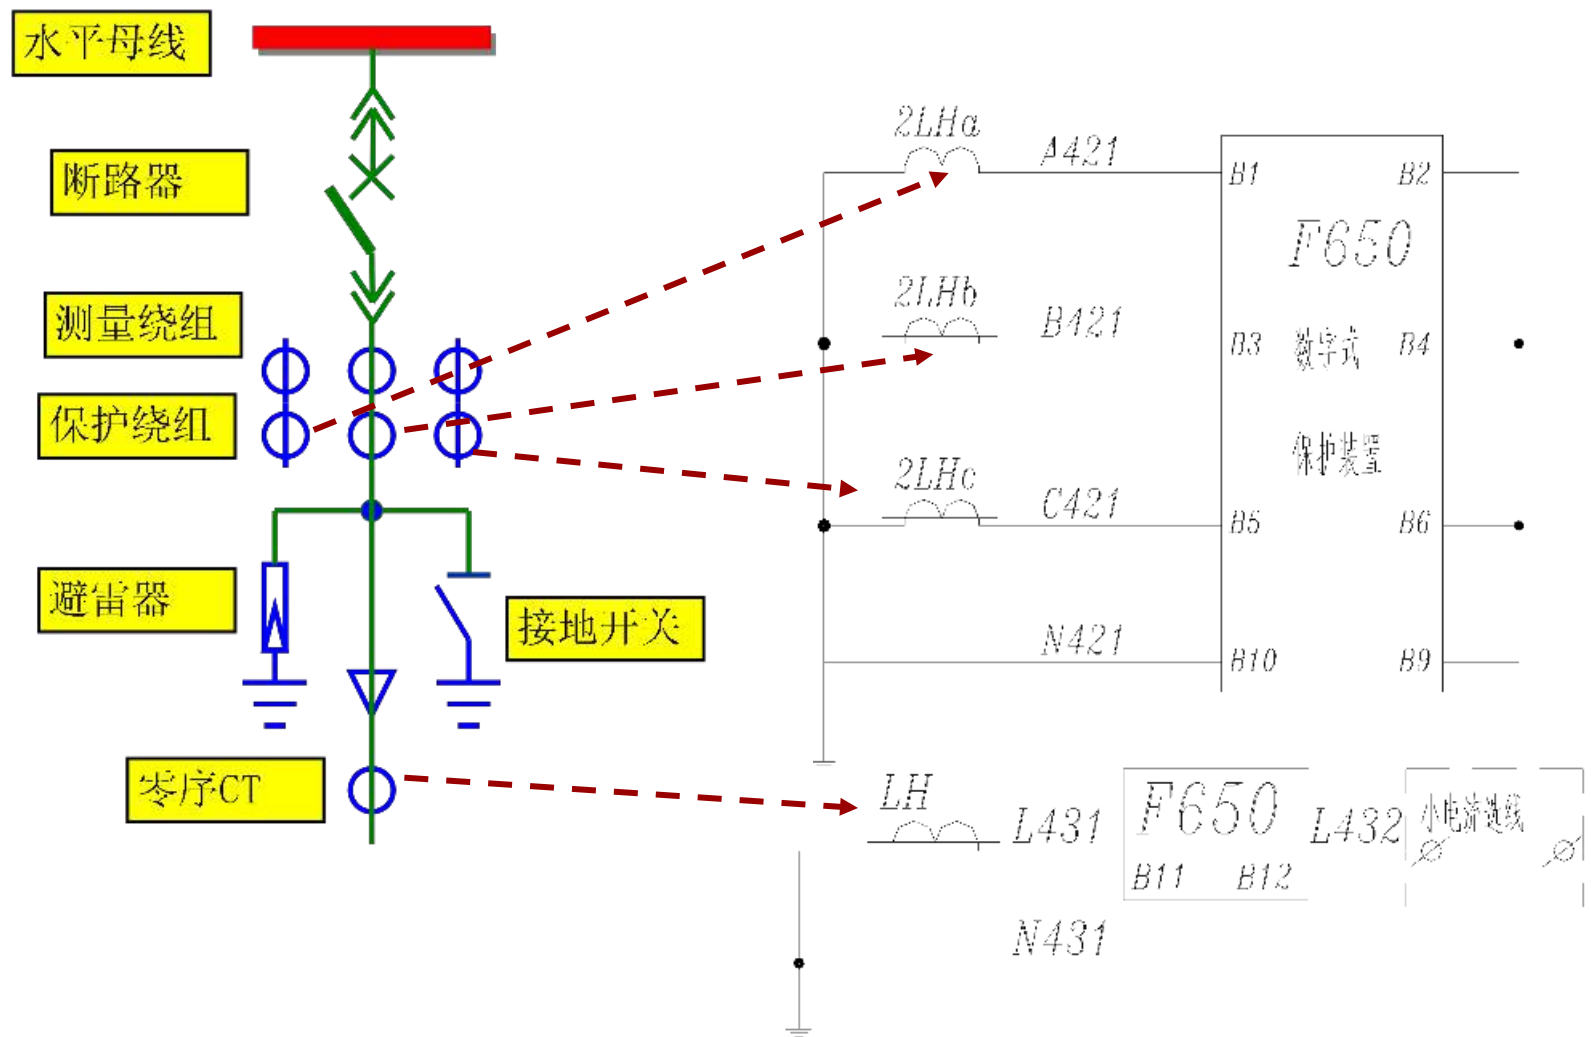 水平母线
断路器
测量绕组
保护绕组
避雷器
接地开关
零序CT
2LHa
A421
B1
B2
F650
2LHb
B421
B3
数字式
B4
保护装置
2LHc
C421
B5
B6
N421
B10
B9
LH
L431
F650
L432
小电流选线
B11
B12
N431